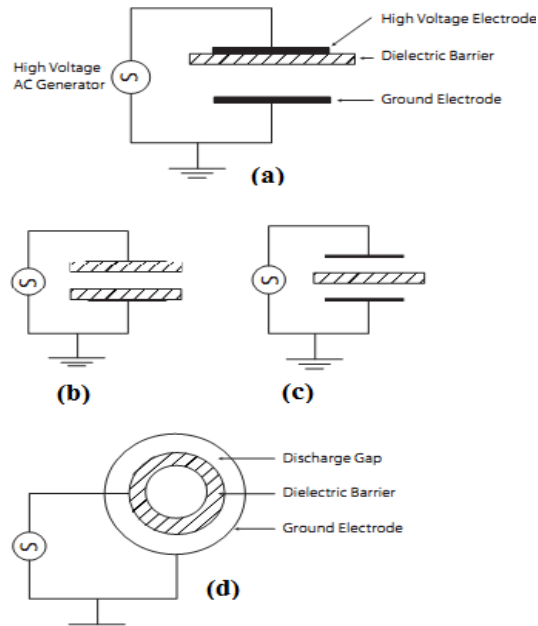 High Voltage Electrode
Dielectric Barrier
High Voltage
AC Generator
S
Ground Electrode
(a)
S
S
(b)
(c)
Discharge Gap
Dielectric Barrier
Ground Electrode
S
(d)